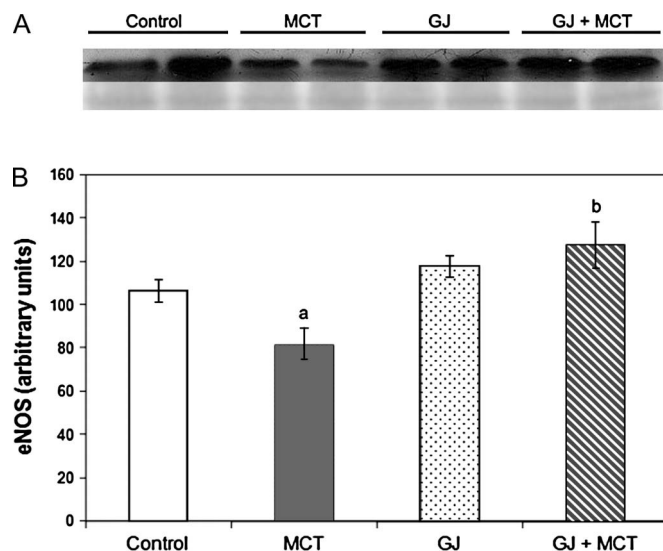 A
Control MCT GJ GJ + MCT
B
eNOS (arbitrary units)
160
140
120
100
80
60
40
20
0
a
b
Control MCT GJ GJ + MCT